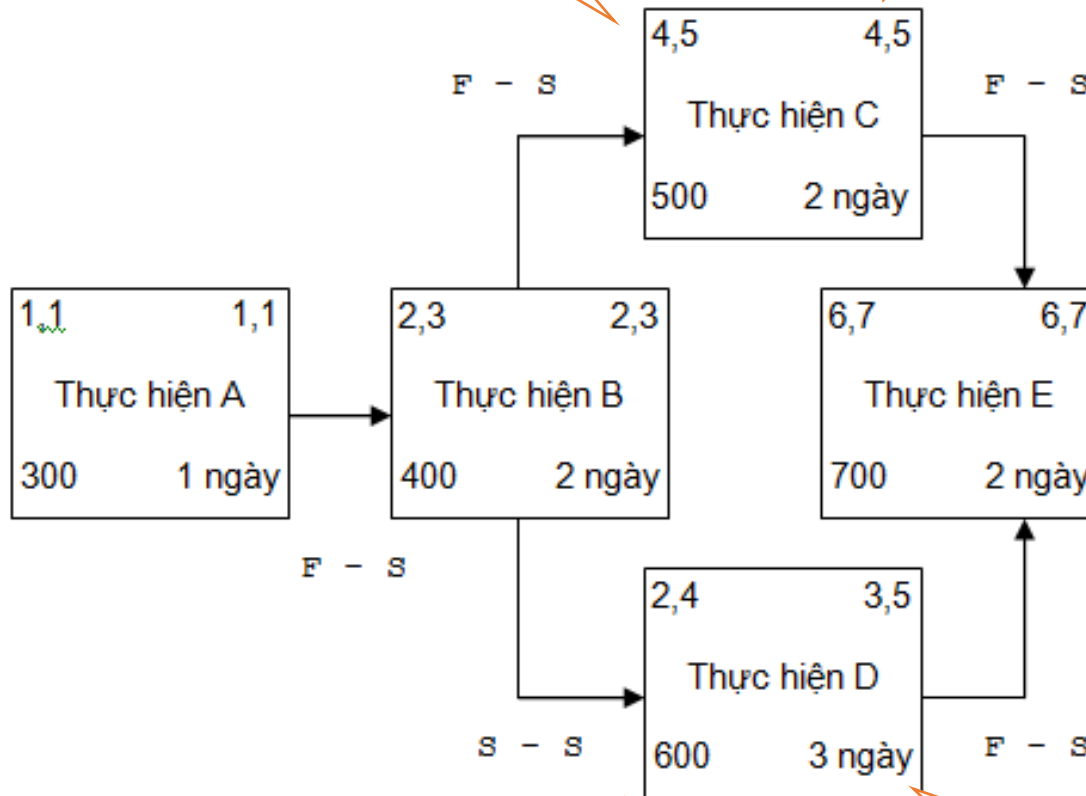 4,5 4,5
F - S
F - S
Thực hiện C
500 2 ngày
1,1 1,1
2,3 2,3
6,7 6,7
Thực hiện A
Thực hiện B
Thực hiện E
300 1 ngày
400 2 ngày
700 2 ngày
F - S
2,4 3,5
Thực hiện D
S - S
600 3 ngày
F - S